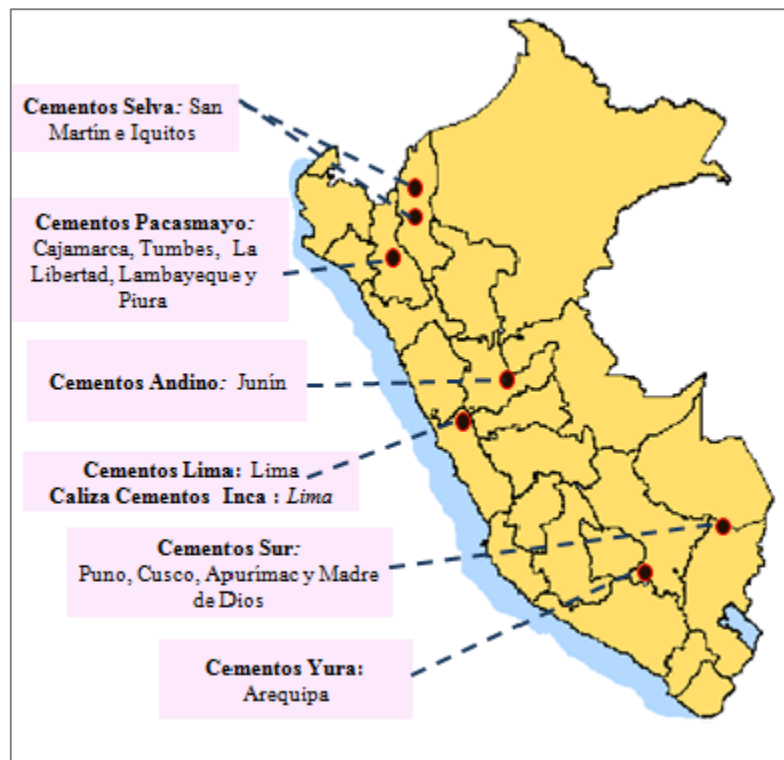 Cementos Selva: San
Martín e Iquitos
Cementos Pacasmayo:
Cajamarca, Tumbes, La
Libertad, Lambayeque y
Piura
Cementos Andino: Junín
Cementos Lima: Lima
Caliza Cementos Inca : Lima
Cementos Sur:
Puno, Cusco, Apurímac y Madre
de Dios
Cementos Yura:
Arequipa